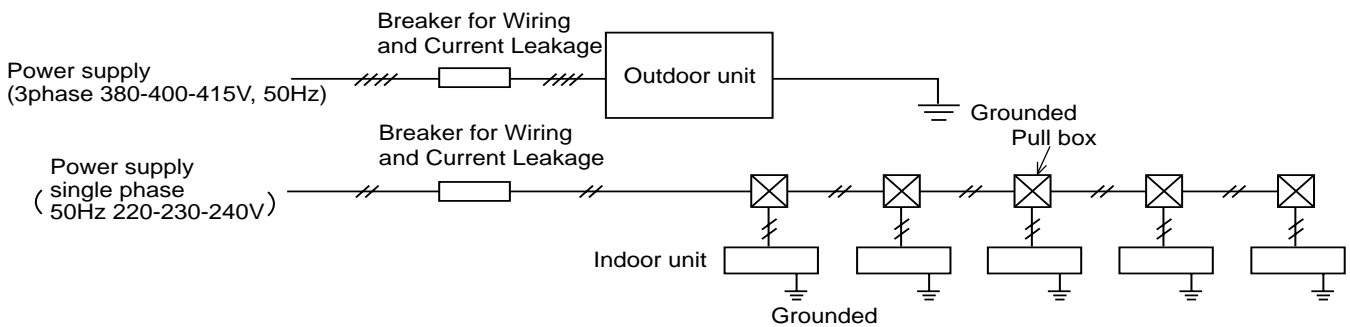 Breaker for Wiring
and Current Leakage
Power supply
(3phase 380-400-415V, 50Hz)
Outdoor unit
Grounded
Pull box
Breaker for Wiring
and Current Leakage
Power supply
single phase
(50Hz 220-230-240V)
Indoor unit
Grounded